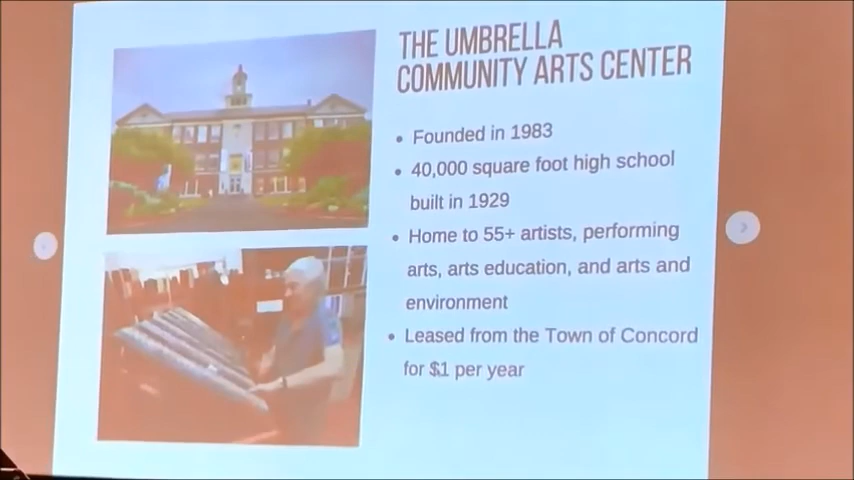 THE UMBRELLA
COMMUNITY ARTS CENTER
• Founded in 1983
• 40,000 square foot high school
built in 1929
• Home to 55+ artists, performing
arts, arts education, and arts and
environment
• Leased from the Town of Concord
for $1 per year